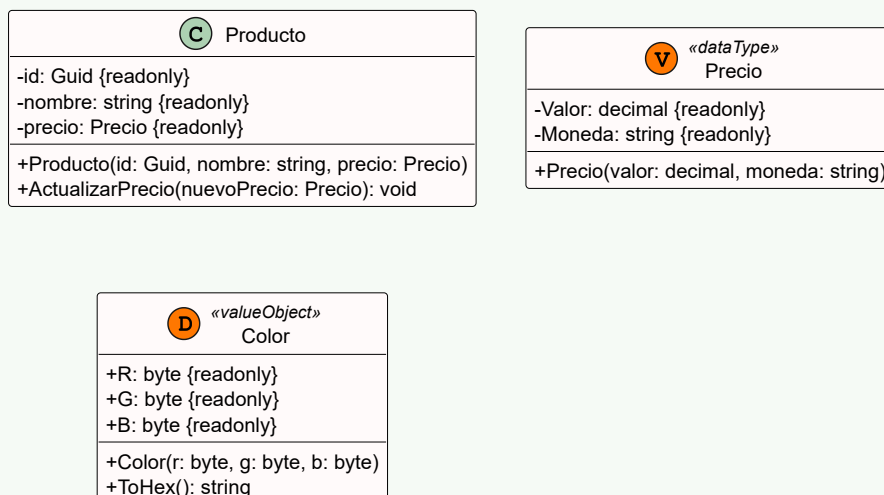 C Producto
-id: Guid {readonly}
-nombre: string {readonly}
-precio: Precio {readonly}
+Producto(id: Guid, nombre: string, precio: Precio)
+ActualizarPrecio(nuevoPrecio: Precio): void
V «dataType»
Precio
-Valor: decimal {readonly}
-Moneda: string {readonly}
+Precio(valor: decimal, moneda: string)
D «valueObject»
Color
+R: byte {readonly}
+G: byte {readonly}
+B: byte {readonly}
+Color(r: byte, g: byte, b: byte)
+ToHex(): string